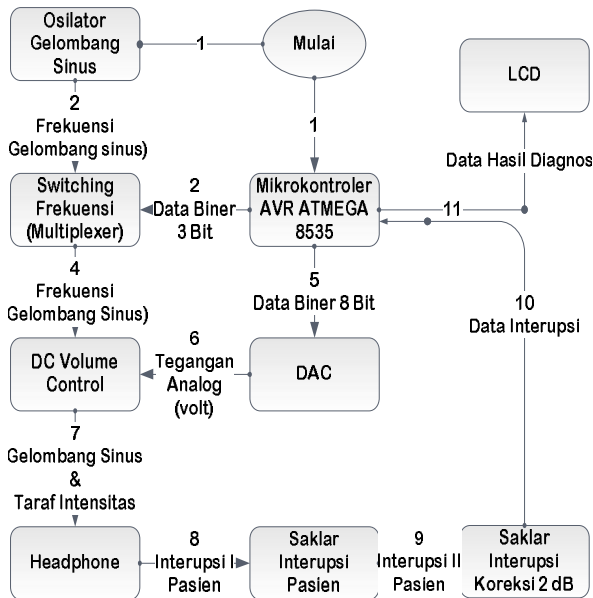 Osilator
Gelombang
Sinus
1
Mulai
LCD
2
Frekuensi
Gelombang sinus)
1
Data Hasil Diagnos
Switching
Frekuensi
(Multiplexer)
2
Data Biner
3 Bit
Mikrokontroler
AVR ATMEGA
8535
11
4
Frekuensi
Gelombang Sinus)
5
Data Biner 8 Bit
10
Data Interupsi
DC Volume
Control
6
Tegangan
Analog
(volt)
DAC
7
Gelombang Sinus
&
Taraf Intensitas
Headphone
8
Interupsi I
Pasien
Saklar
Interupsi
Pasien
9
Interupsi II
Pasien
Saklar
Interupsi
Koreksi 2 dB